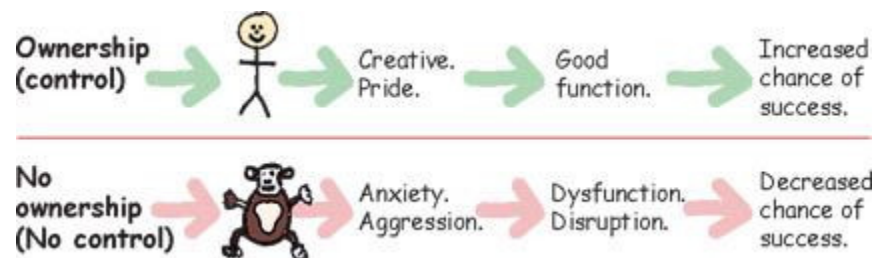 Ownership
(control)
Creative.
Pride.
Good
function.
Increased
chance of
success.
No
ownership
(No control)
Anxiety.
Aggression.
Dysfunction.
Disruption.
Decreased
chance of
success.